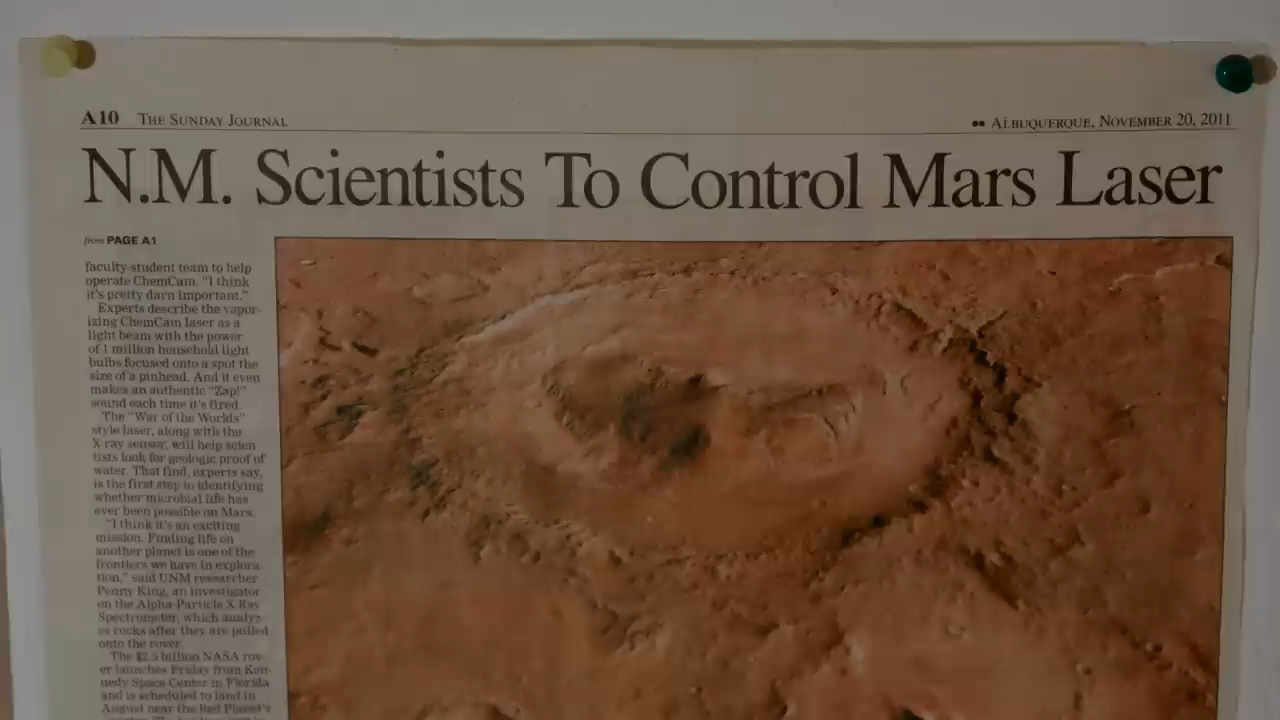 A10 THE SUNDAY JOURNAL
•• ALBUQUERQUE, NOVEMBER 20, 2011
N.M. Scientists To Control Mars Laser
from PAGE A1
faculty-student team to help
operate ChemCam. "I think
it's pretty darn important."
Experts describe the vapor-
izing ChemCam laser as a
light beam with the power
of 1 million household light
bulbs focused onto a spot the
size of a pinhead. And it even
makes an authentic "Zap!"
sound each time it's fired.
The "War of the Worlds"
style laser, along with the
X-ray sensor, will help scien-
tists look for geologic proof of
water. That find, experts say,
is the first step to identifying
whether microbial life has
ever been possible on Mars.
"I think it's an exciting
mission. Finding life on
another planet is one of the
frontiers we have in explora-
tion," said UNM researcher
Penny King, an investigator
on the Alpha-Particle X-Ray
Spectrometer, which analyz-
es rocks after they are pulled
onto the rover.
The $2.5 billion NASA rov-
er launches Friday from Ken-
nedy Space Center in Florida
and is scheduled to land in
August near the Red Planet's